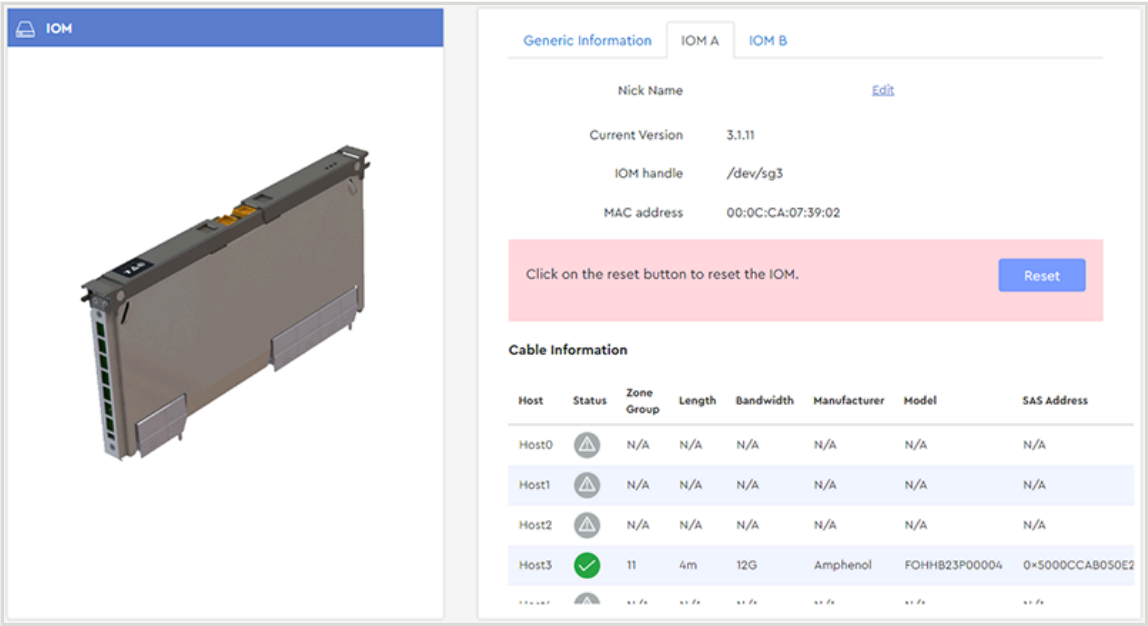 IOM
Generic Information IOM A IOM B
Nick Name Edit
Current Version 3.1.11
IOM handle /dev/sg3
MAC address 00:0C:CA:07:39:02
Click on the reset button to reset the IOM. Reset
Cable Information
Host Status Zone Group Length Bandwidth Manufacturer Model SAS Address
Host0 N/A N/A N/A N/A N/A N/A
Host1 N/A N/A N/A N/A N/A N/A
Host2 N/A N/A N/A N/A N/A N/A
Host3 11 4m 12G Amphenol FOHHB23P00004 0x5000CCAB050E2